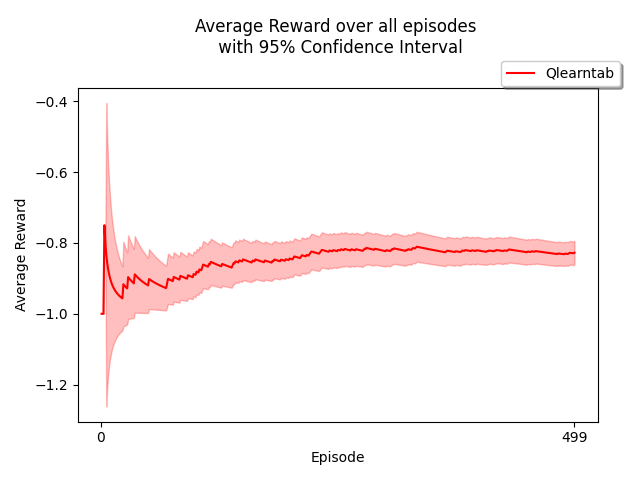 Average Reward over all episodes
with 95% Confidence Interval
Qlearntab
−0.4
−0.6
−0.8
−1.0
−1.2
Average Reward
0
499
Episode